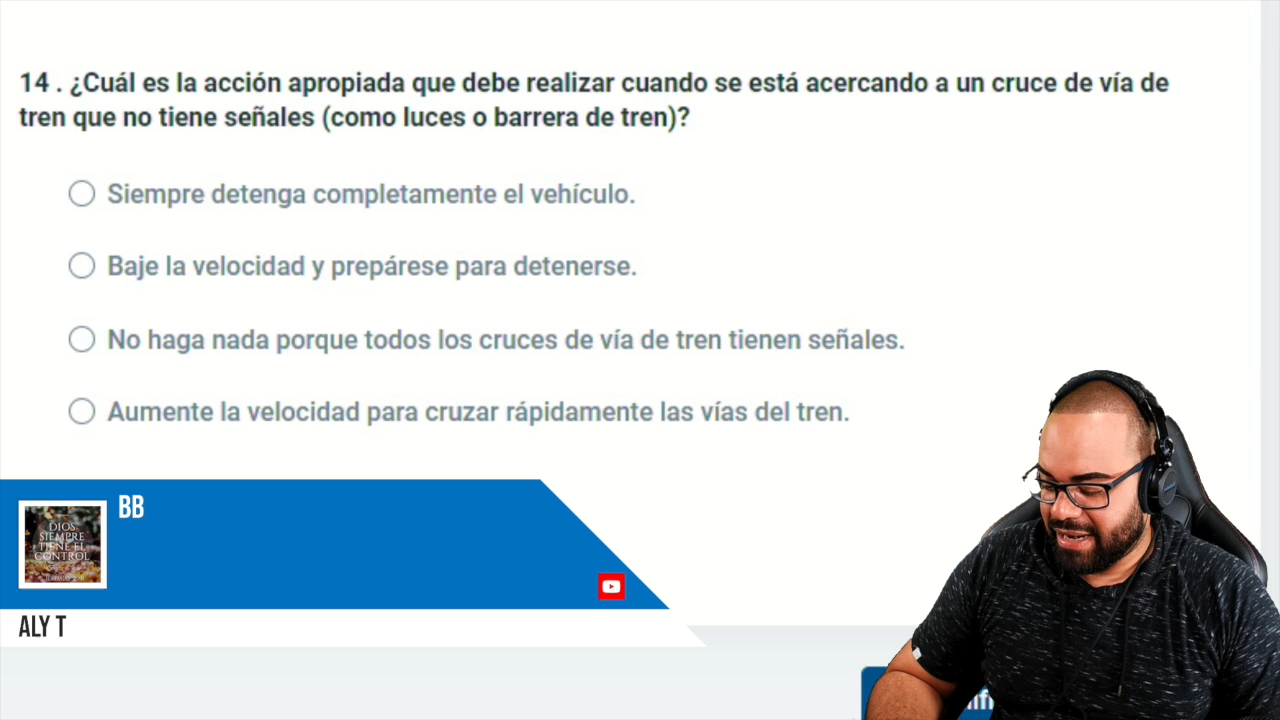 14 . ¿Cuál es la acción apropiada que debe realizar cuando se está acercando a un cruce de vía de
tren que no tiene señales (como luces o barrera de tren)?
Siempre detenga completamente el vehículo.
Baje la velocidad y prepárese para detenerse.
No haga nada porque todos los cruces de vía de tren tienen señales.
Aumente la velocidad para cruzar rápidamente las vías del tren.
BB
DIOS
SIEMPRE
TIENE EL
CONTROL
ALY T